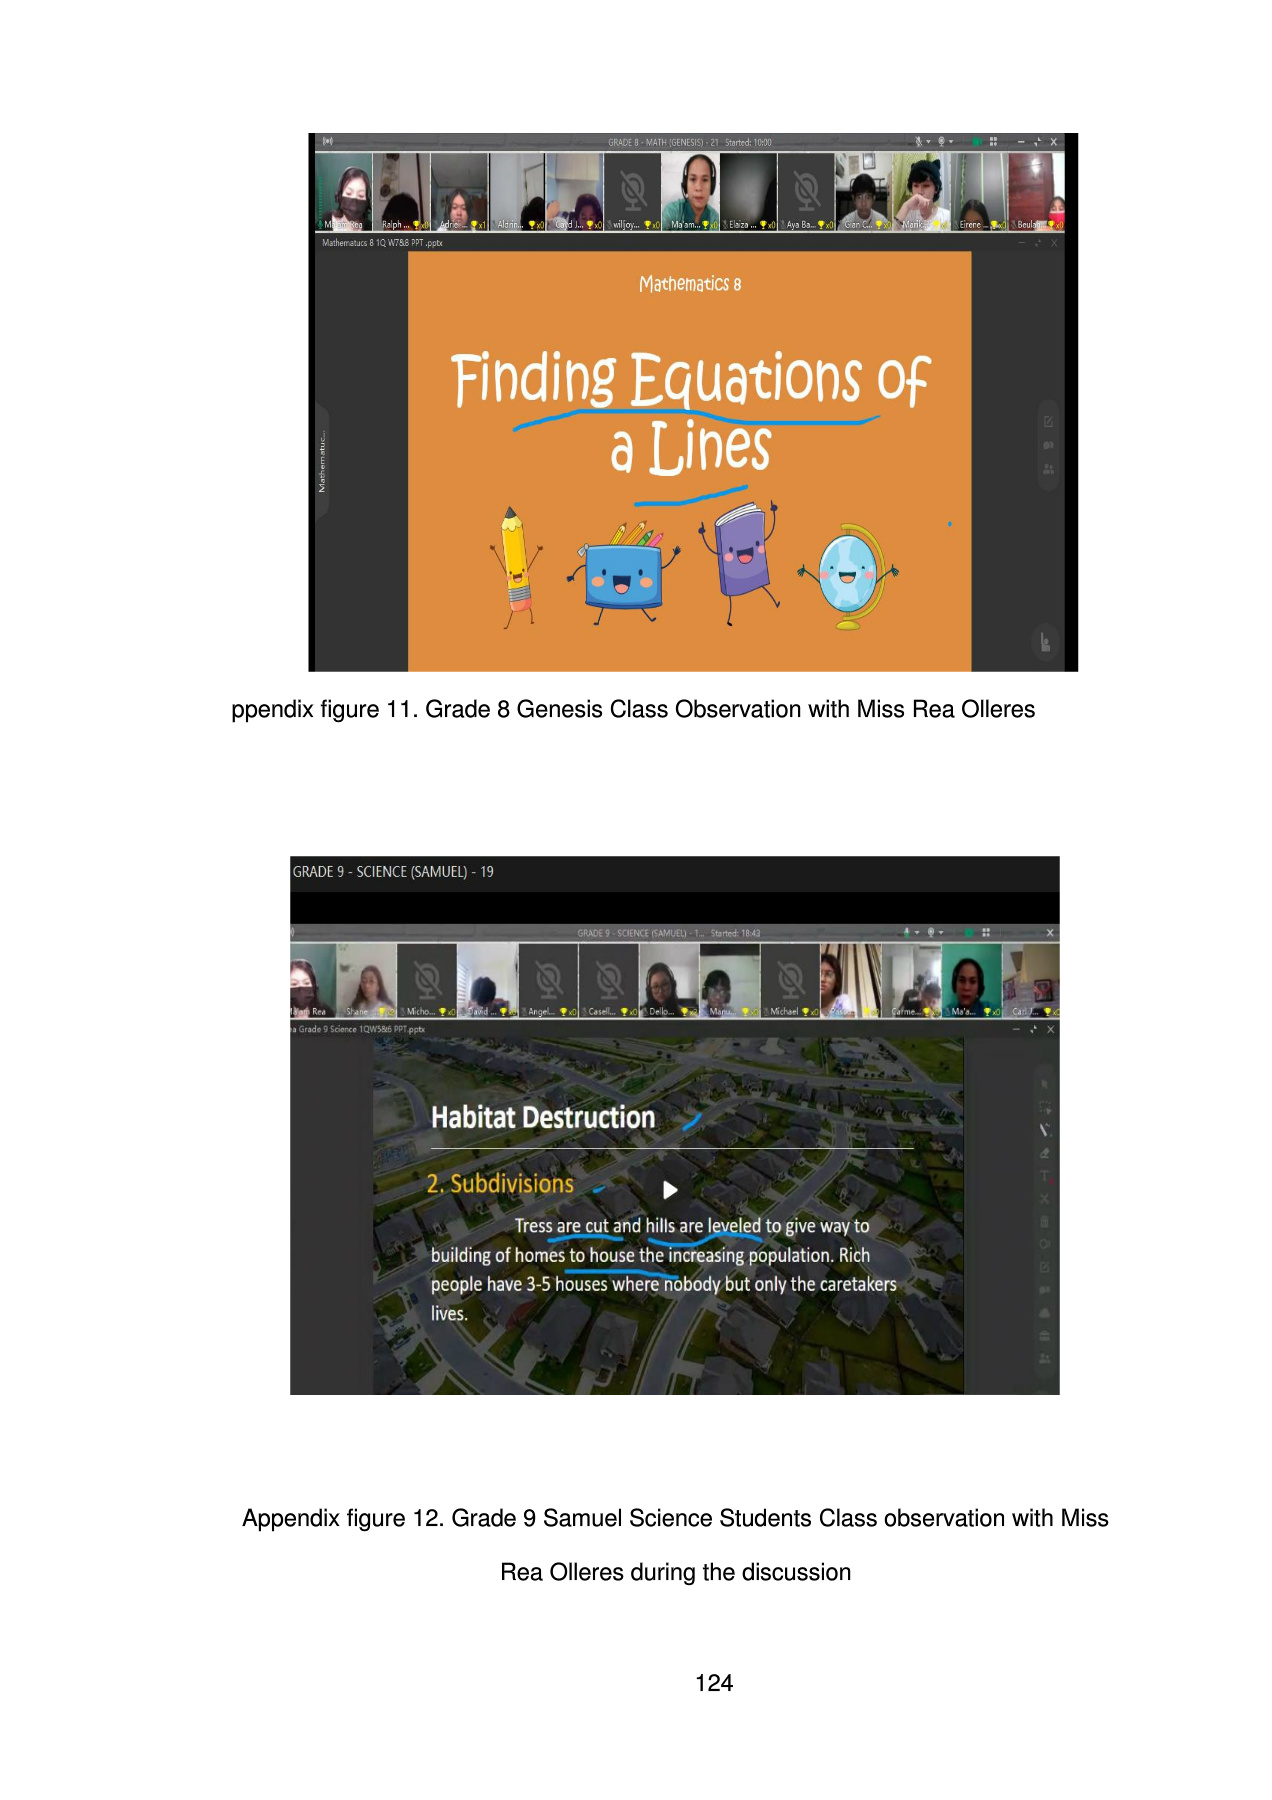 GRADE 8 - MATH (GENESIS) - 21 Started: 10:00
Ma'am Rea Ralph ... x0 Adriel ... x1 Aldrin... x0 Gayd J... x0 willjoy... x0 Ma'am... x0 Elaiza ... x0 Aya Ba... x0 Gian C... x0 x0 Eirene ... x0 Beulah... x0
Mathematucs 8 1Q W7&8 PPT .pptx
Mathematics 8
Finding Equations of
a Lines
Mathematuc...
ppendix figure 11. Grade 8 Genesis Class Observation with Miss Rea Olleres
GRADE 9 - SCIENCE (SAMUEL) - 19
GRADE 9 - SCIENCE (SAMUEL) - 1... Started: 18:43
Ma'am Rea Shane Micho... x0 David ... Angel... x0 Casell... x0 Dello... Manu... Michael x0 Carme... Ma'a... x0 Carl J... x0
a Grade 9 Science 1QW5&6 PPT.pptx
Habitat Destruction
2. Subdivisions
Tress are cut and hills are leveled to give way to
building of homes to house the increasing population. Rich
people have 3-5 houses where nobody but only the caretakers
lives.
Appendix figure 12. Grade 9 Samuel Science Students Class observation with Miss
Rea Olleres during the discussion
124